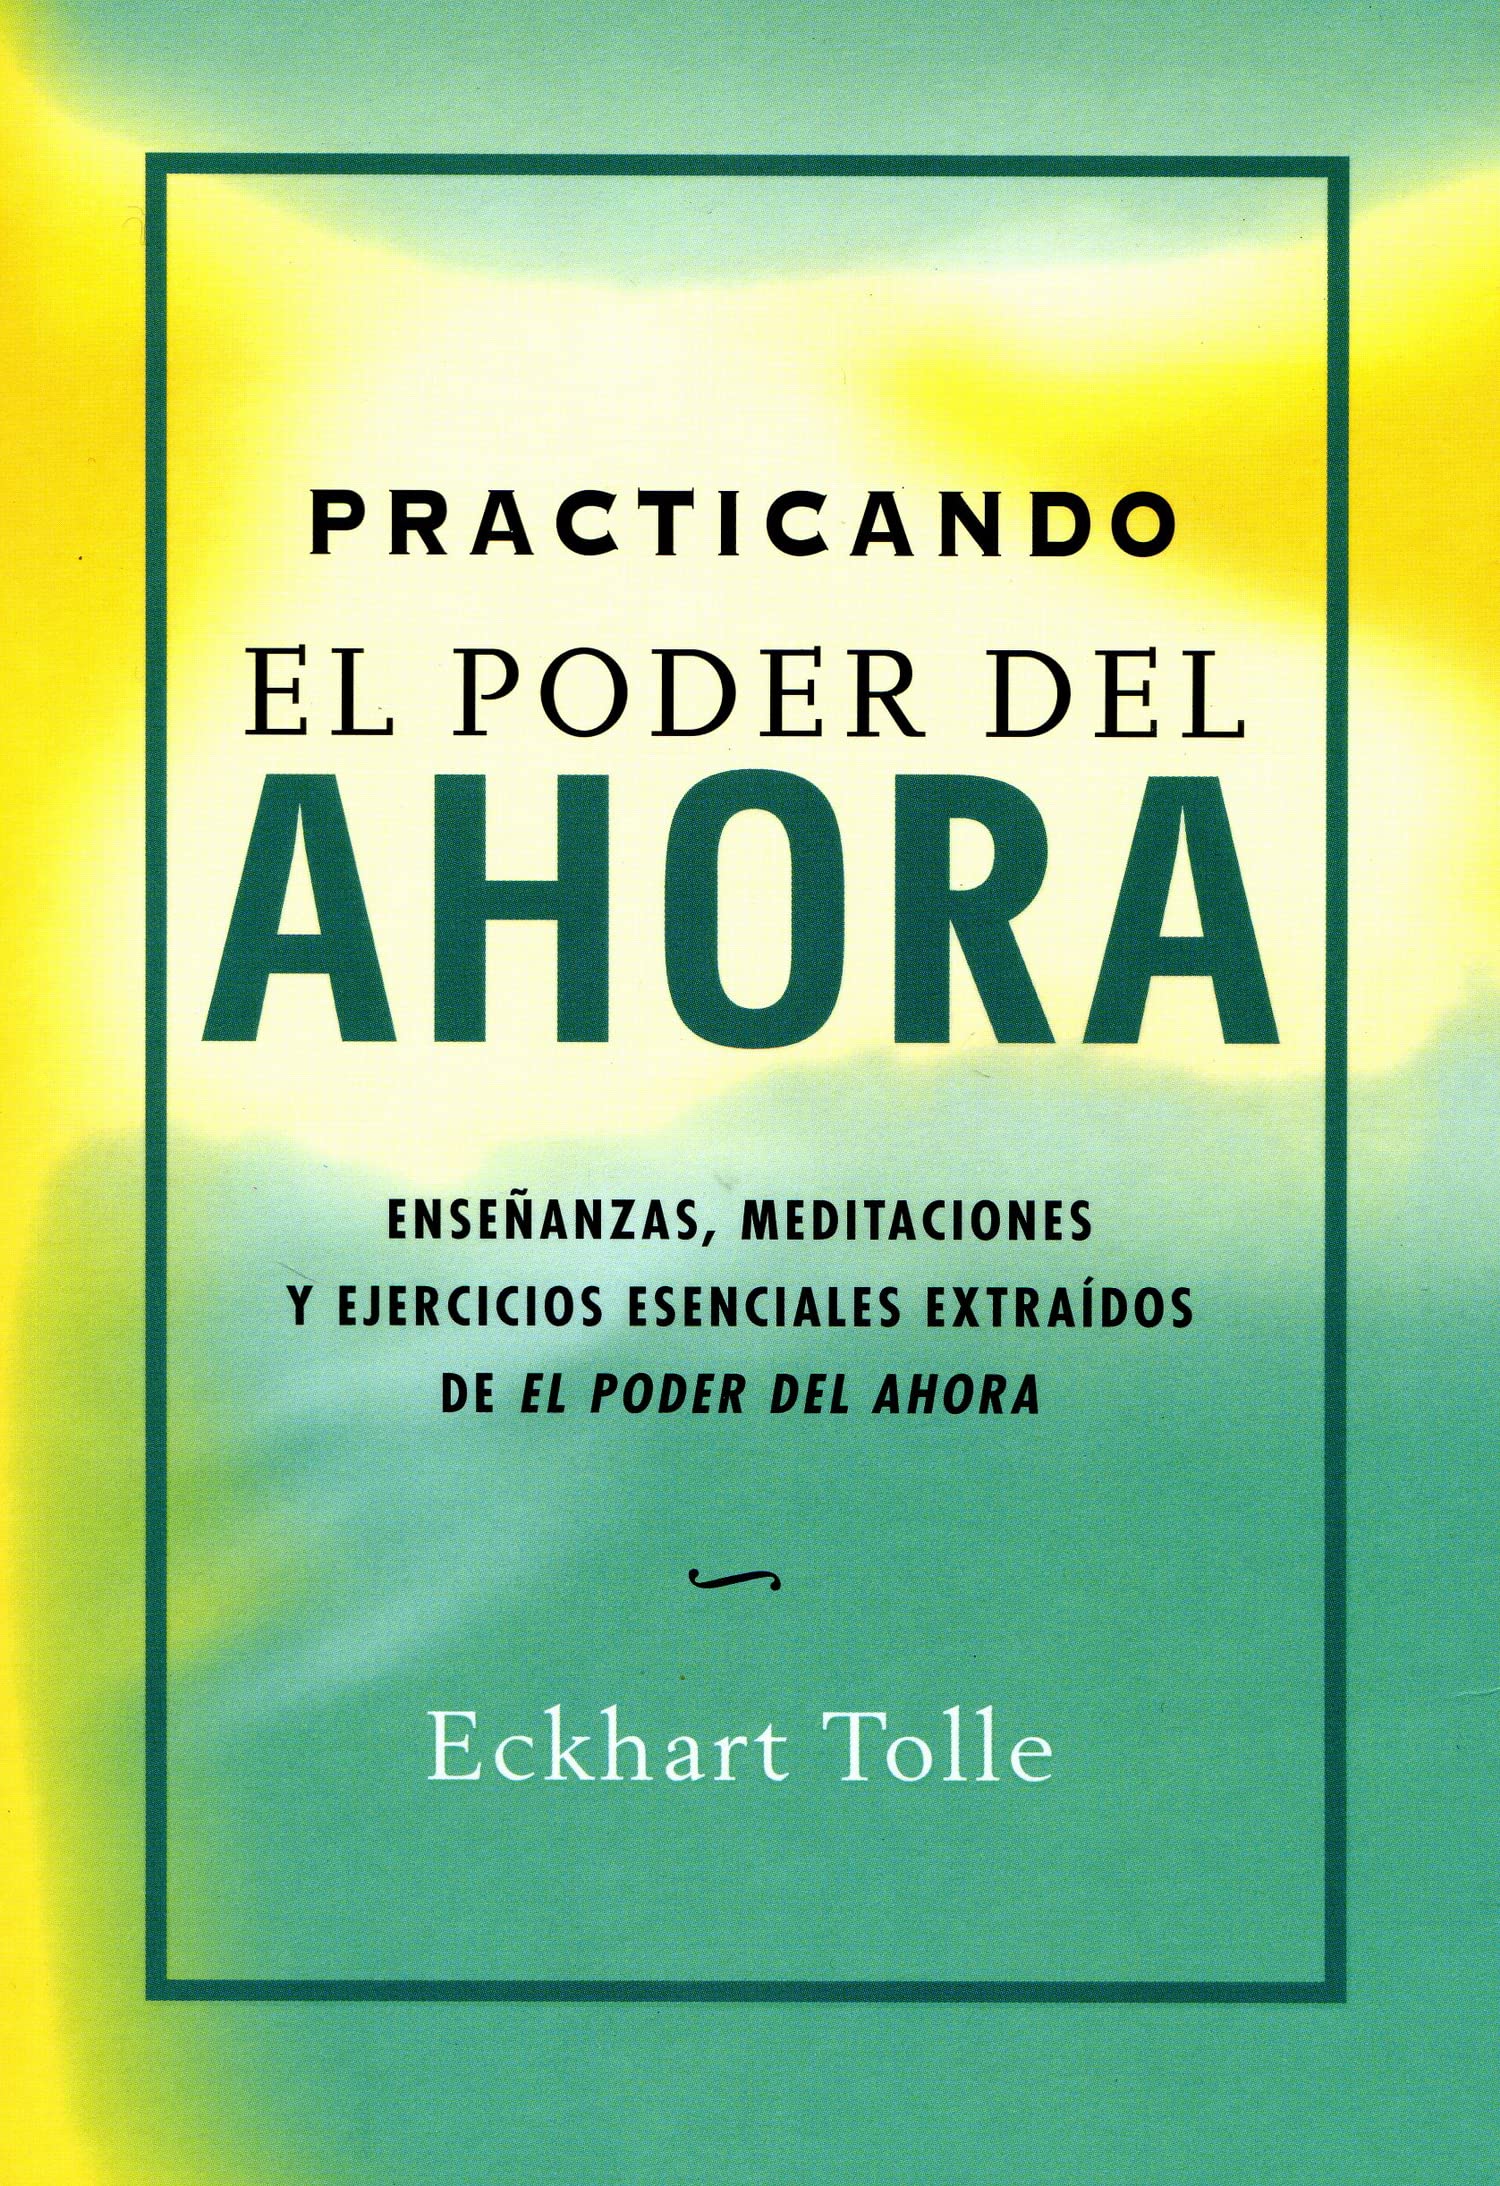 PRACTICANDO
EL PODER DEL
AHORA
ENSEÑANZAS, MEDITACIONES
Y EJERCICIOS ESENCIALES EXTRAÍDOS
DE EL PODER DEL AHORA
Eckhart Tolle